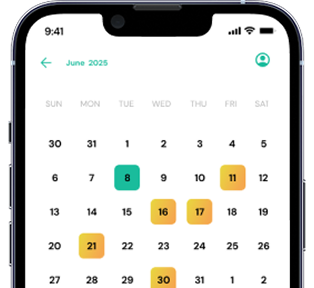 9:41
June 2025
SUN MON TUE WED THU FRI SAT
30 31 1 2 3 4 5
6 7 8 9 10 11 12
13 14 15 16 17 18 19
20 21 22 23 24 25 26
27 28 29 30 31 1 2